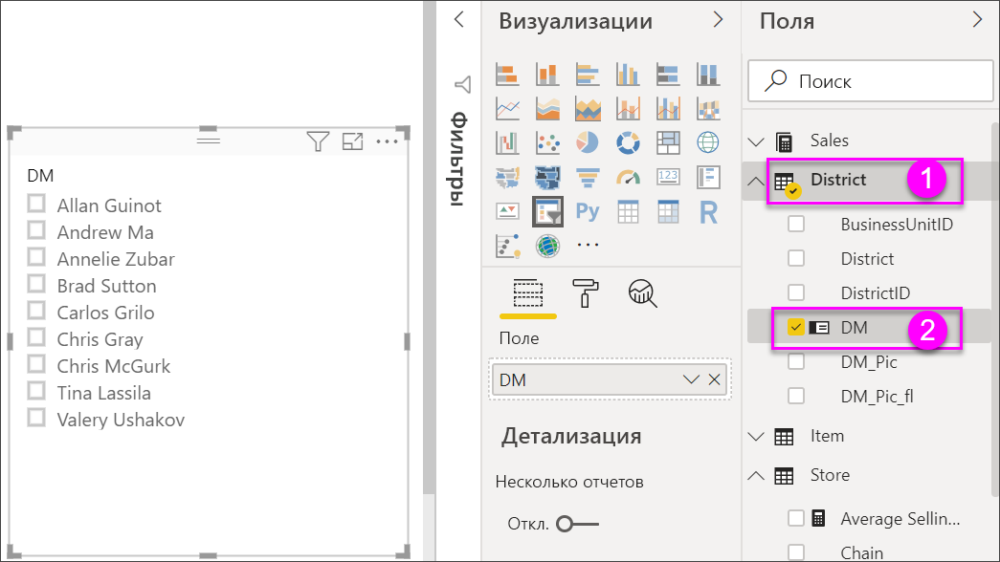 DM
Allan Guinot
Andrew Ma
Annelie Zubar
Brad Sutton
Carlos Grilo
Chris Gray
Chris McGurk
Tina Lassila
Valery Ushakov
Фильтры
Визуализации
123
Py
R
Поле
DM
Детализация
Несколько отчетов
Откл.
Поля
Поиск
Sales
District 1
BusinessUnitID
District
DistrictID
DM 2
DM_Pic
DM_Pic_fl
Item
Store
Average Sellin...
Chain